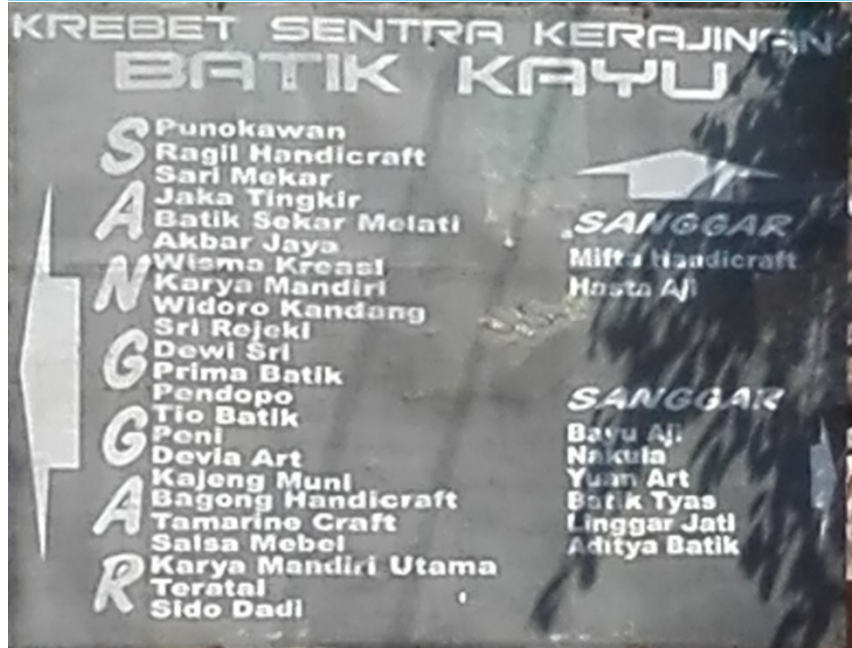 KREBET SENTRA KERAJINAN
BATIK KAYU
SANGGAR
Punokawan
Ragil Handicraft
Sari Mekar
Jaka Tingkir
Batik Sekar Melati
Akbar Jaya
Wisma Kreasi
Karya Mandiri
Widoro Kandang
Sri Rejeki
Dewi Sri
Prima Batik
Pendopo
Tio Batik
Peni
Devia Art
Kajeng Muni
Bagong Handicraft
Tamarine Craft
Salsa Mebel
Karya Mandiri Utama
Teratai
Sido Dadi
SANGGAR
Mifta Handicraft
Hasta Aji
SANGGAR
Bayu Aji
Nakula
Yuan Art
Batik Tyas
Linggar Jati
Aditya Batik